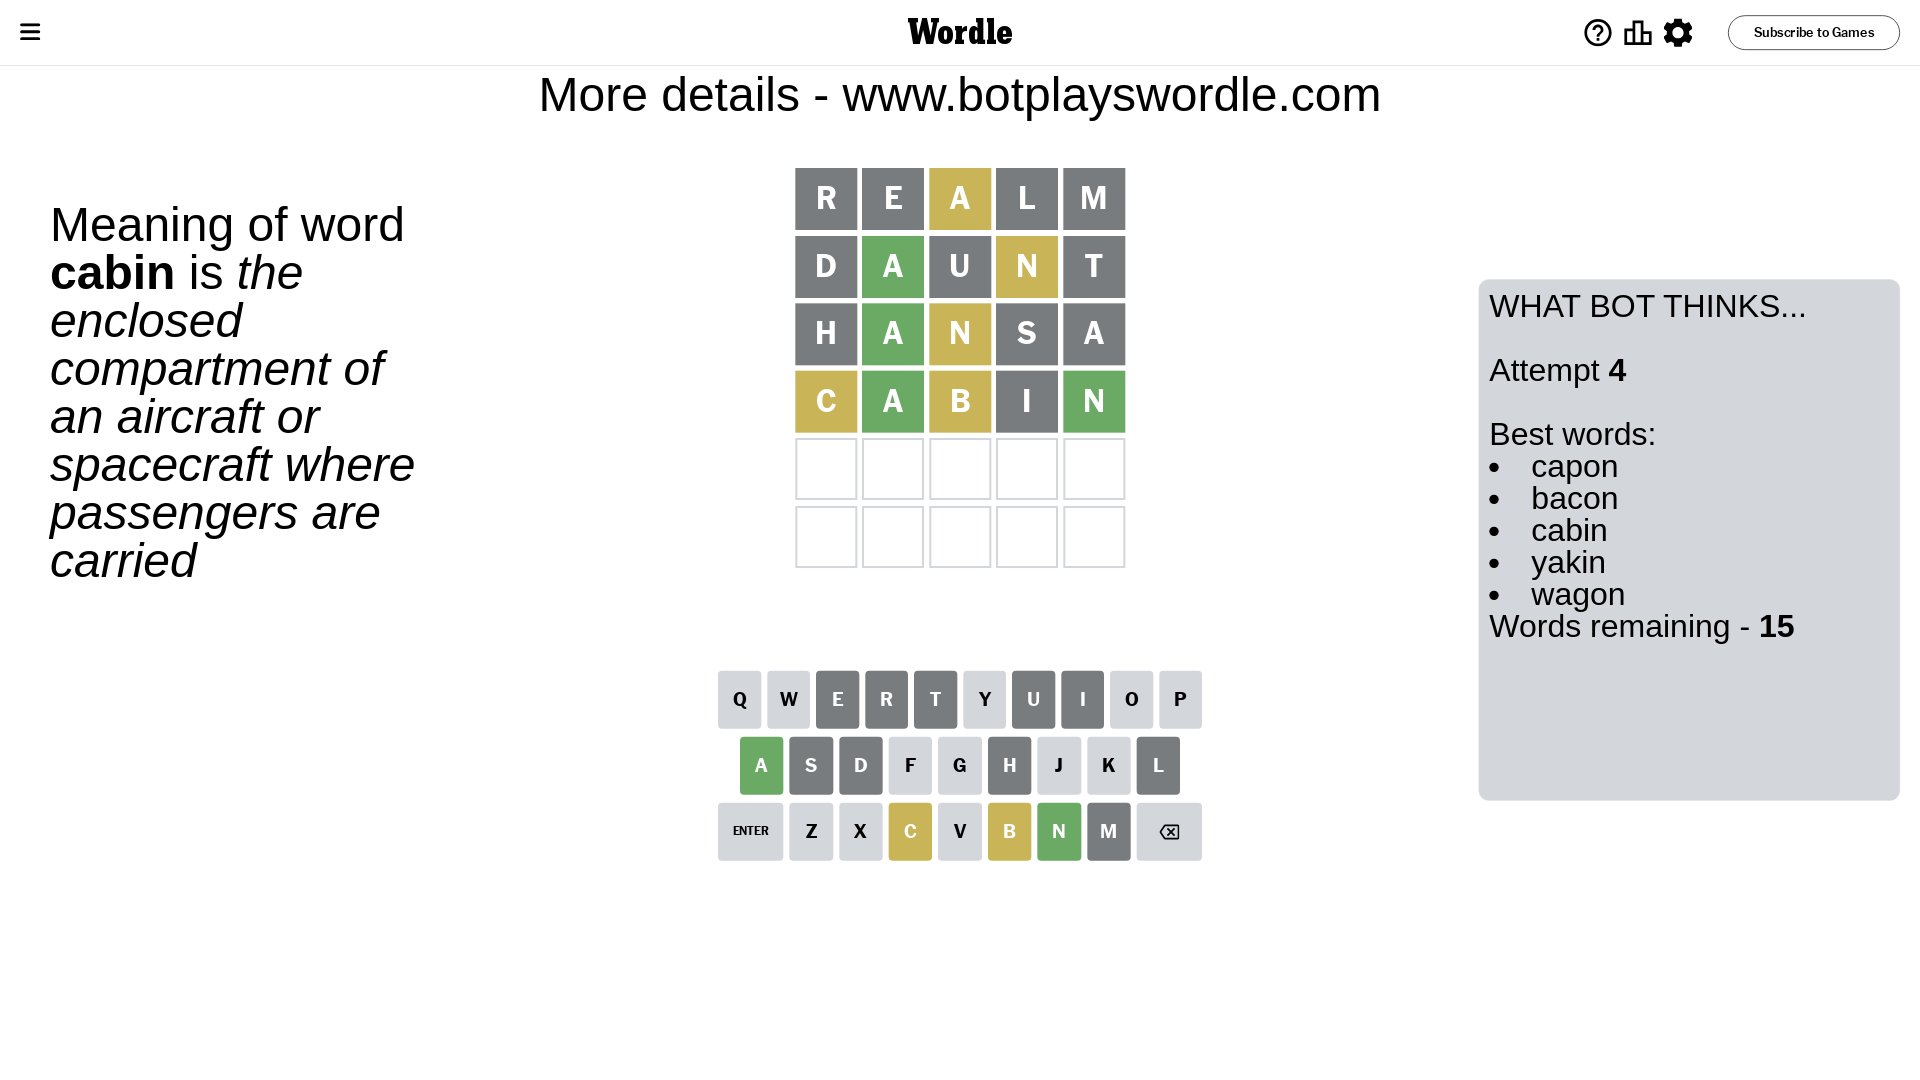 Wordle
Subscribe to Games
More details - www.botplayswordle.com
Meaning of word
cabin is the
enclosed
compartment of
an aircraft or
spacecraft where
passengers are
carried
R E A L M
D A U N T
H A N S A
C A B I N
WHAT BOT THINKS...
Attempt 4
Best words:
• capon
• bacon
• cabin
• yakin
• wagon
Words remaining - 15
Q W E R T Y U I O P
A S D F G H J K L
ENTER Z X C V B N M